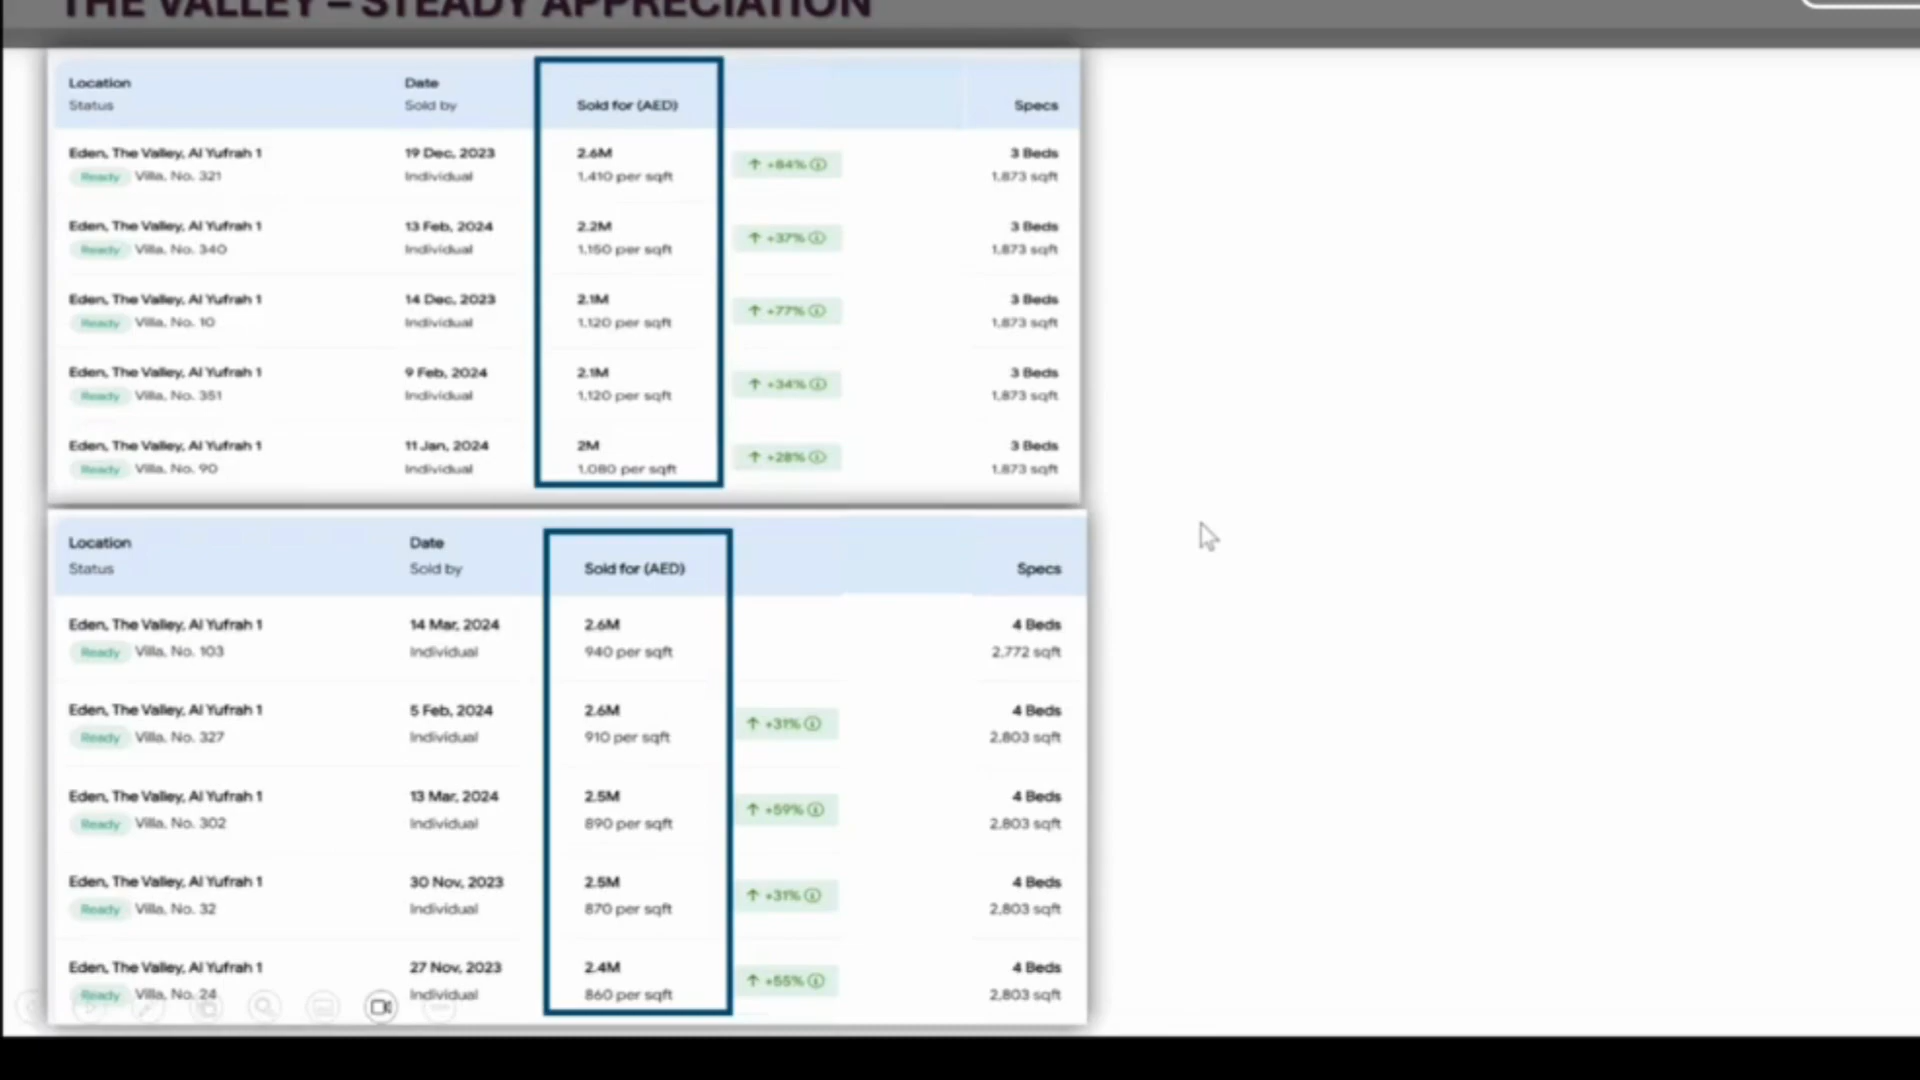 THE VALLEY – STEADY APPRECIATION
Location Date
Status Sold by Sold for (AED) Specs
Eden, The Valley, Al Yufrah 1 19 Dec, 2023 2.6M 3 Beds
Ready Villa, No. 321 Individual 1,410 per sqft +84% 1,873 sqft
Eden, The Valley, Al Yufrah 1 13 Feb, 2024 2.2M 3 Beds
Ready Villa, No. 340 Individual 1,150 per sqft +37% 1,873 sqft
Eden, The Valley, Al Yufrah 1 14 Dec, 2023 2.1M 3 Beds
Ready Villa, No. 10 Individual 1,120 per sqft +77% 1,873 sqft
Eden, The Valley, Al Yufrah 1 9 Feb, 2024 2.1M 3 Beds
Ready Villa, No. 351 Individual 1,120 per sqft +34% 1,873 sqft
Eden, The Valley, Al Yufrah 1 11 Jan, 2024 2M 3 Beds
Ready Villa, No. 90 Individual 1,080 per sqft +28% 1,873 sqft
Location Date
Status Sold by Sold for (AED) Specs
Eden, The Valley, Al Yufrah 1 14 Mar, 2024 2.6M 4 Beds
Ready Villa, No. 103 Individual 940 per sqft 2,772 sqft
Eden, The Valley, Al Yufrah 1 5 Feb, 2024 2.6M 4 Beds
Ready Villa, No. 327 Individual 910 per sqft +31% 2,803 sqft
Eden, The Valley, Al Yufrah 1 13 Mar, 2024 2.5M 4 Beds
Ready Villa, No. 302 Individual 890 per sqft +59% 2,803 sqft
Eden, The Valley, Al Yufrah 1 30 Nov, 2023 2.5M 4 Beds
Ready Villa, No. 32 Individual 870 per sqft +31% 2,803 sqft
Eden, The Valley, Al Yufrah 1 27 Nov, 2023 2.4M 4 Beds
Ready Villa, No. 24 Individual 860 per sqft +55% 2,803 sqft